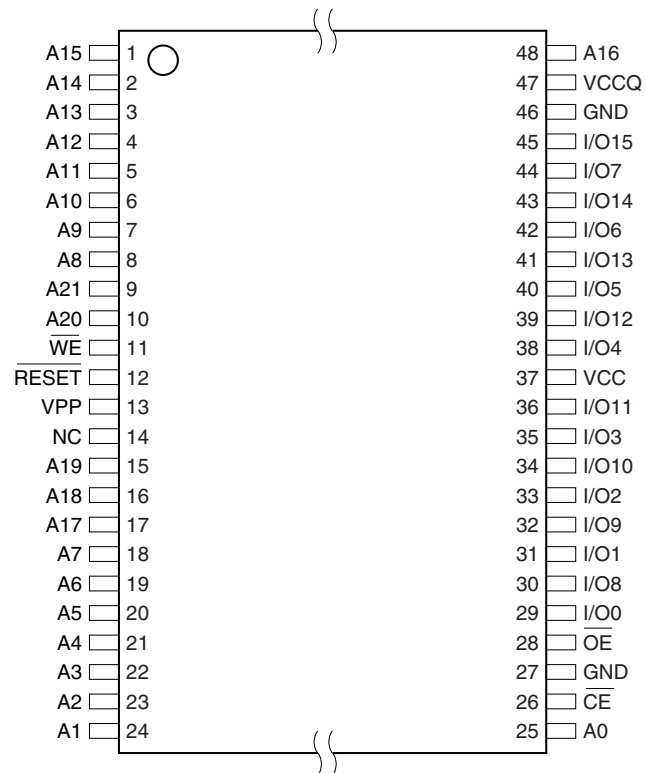 A15 1 48 A16
A14 2 47 VCCQ
A13 3 46 GND
A12 4 45 I/O15
A11 5 44 I/O7
A10 6 43 I/O14
A9 7 42 I/O6
A8 8 41 I/O13
A21 9 40 I/O5
A20 10 39 I/O12
W̅E̅ 11 38 I/O4
R̅E̅S̅E̅T̅ 12 37 VCC
VPP 13 36 I/O11
NC 14 35 I/O3
A19 15 34 I/O10
A18 16 33 I/O2
A17 17 32 I/O9
A7 18 31 I/O1
A6 19 30 I/O8
A5 20 29 I/O0
A4 21 28 O̅E̅
A3 22 27 GND
A2 23 26 C̅E̅
A1 24 25 A0